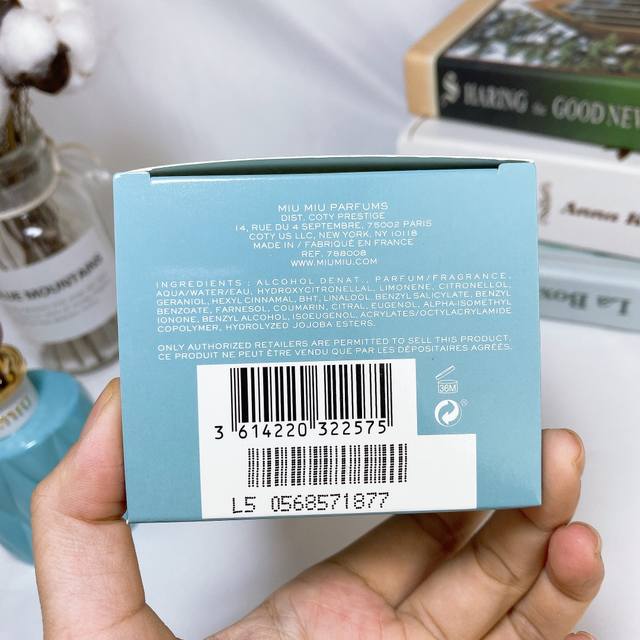 MIU MIU PARFUMS
DIST. COTY PRESTIGE
14, RUE DU 4 SEPTEMBRE, 75002 PARIS
COTY US LLC, NEW YORK, NY 10118
MADE IN / FABRIQUÉ EN FRANCE
REF. 788008
WWW.MIUMIU.COM
INGREDIENTS : ALCOHOL DENAT., PARFUM/FRAGRANCE,
AQUA/WATER/EAU, HYDROXYCITRONELLAL, LIMONENE, CITRONELLOL,
GERANIOL, HEXYL CINNAMAL, BHT, LINALOOL, BENZYL SALICYLATE, BENZYL
BENZOATE, FARNESOL, COUMARIN, CITRAL, EUGENOL, ALPHA-ISOMETHYL
IONONE, BENZYL ALCOHOL, ISOEUGENOL, ACRYLATES/OCTYLACRYLAMIDE
COPOLYMER, HYDROLYZED JOJOBA ESTERS.
ONLY AUTHORIZED RETAILERS ARE PERMITTED TO SELL THIS PRODUCT.
CE PRODUIT NE PEUT ÊTRE VENDU QUE PAR LES DÉPOSITAIRES AGRÉÉS.
36M
3 614220 322575
L5 0568571877
HARING the GOOD NEW
Anna K
La Bo
MOUNTAIN
miu